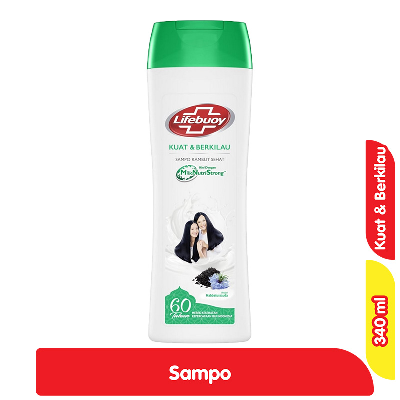 Lifebuoy
KUAT & BERKILAU
SAMPO RAMBUT SEHAT
MilkNutriStrong
60
Kuat & Berkilau
340 ml
Sampo